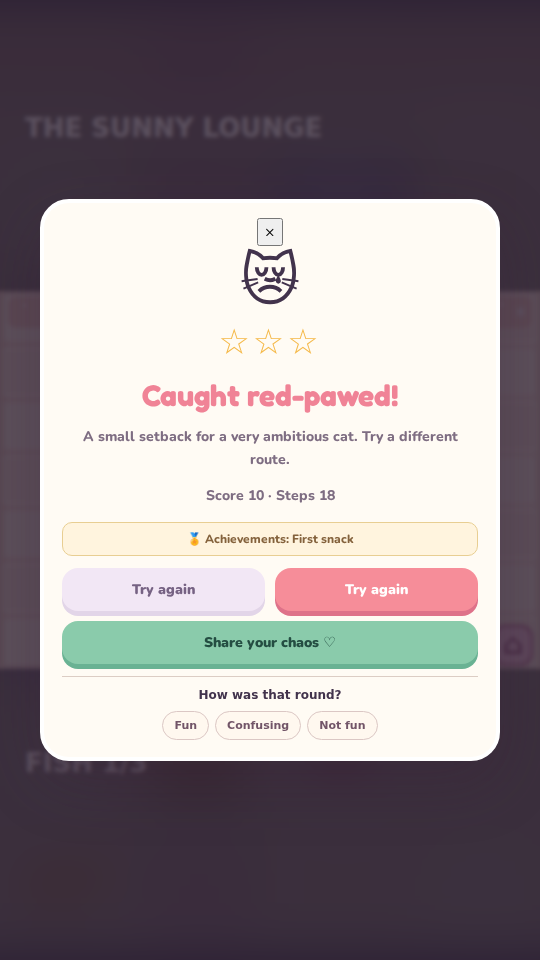 THE SUNNY LOUNGE
×
☆☆☆
Caught red-pawed!
A small setback for a very ambitious cat. Try a different
route.
Score 10 · Steps 18
🏅 Achievements: First snack
Try again
Try again
Share your chaos ♡
How was that round?
Fun
Confusing
Not fun
FISH 1/3